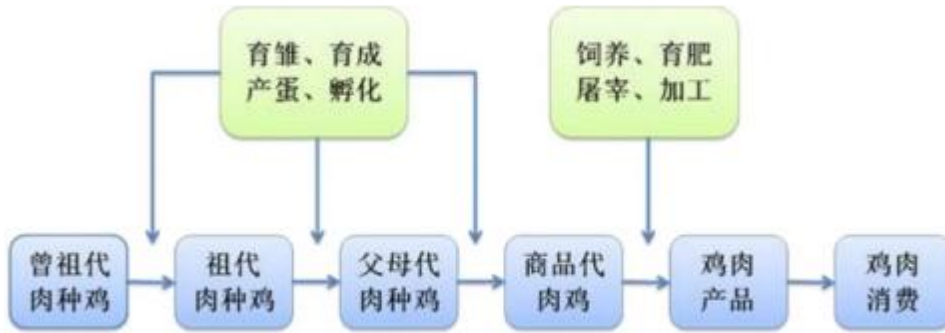 育雏、育成
产蛋、孵化
饲养、育肥
屠宰、加工
曾祖代
肉种鸡
祖代
肉种鸡
父母代
肉种鸡
商品代
肉鸡
鸡肉
产品
鸡肉
消费